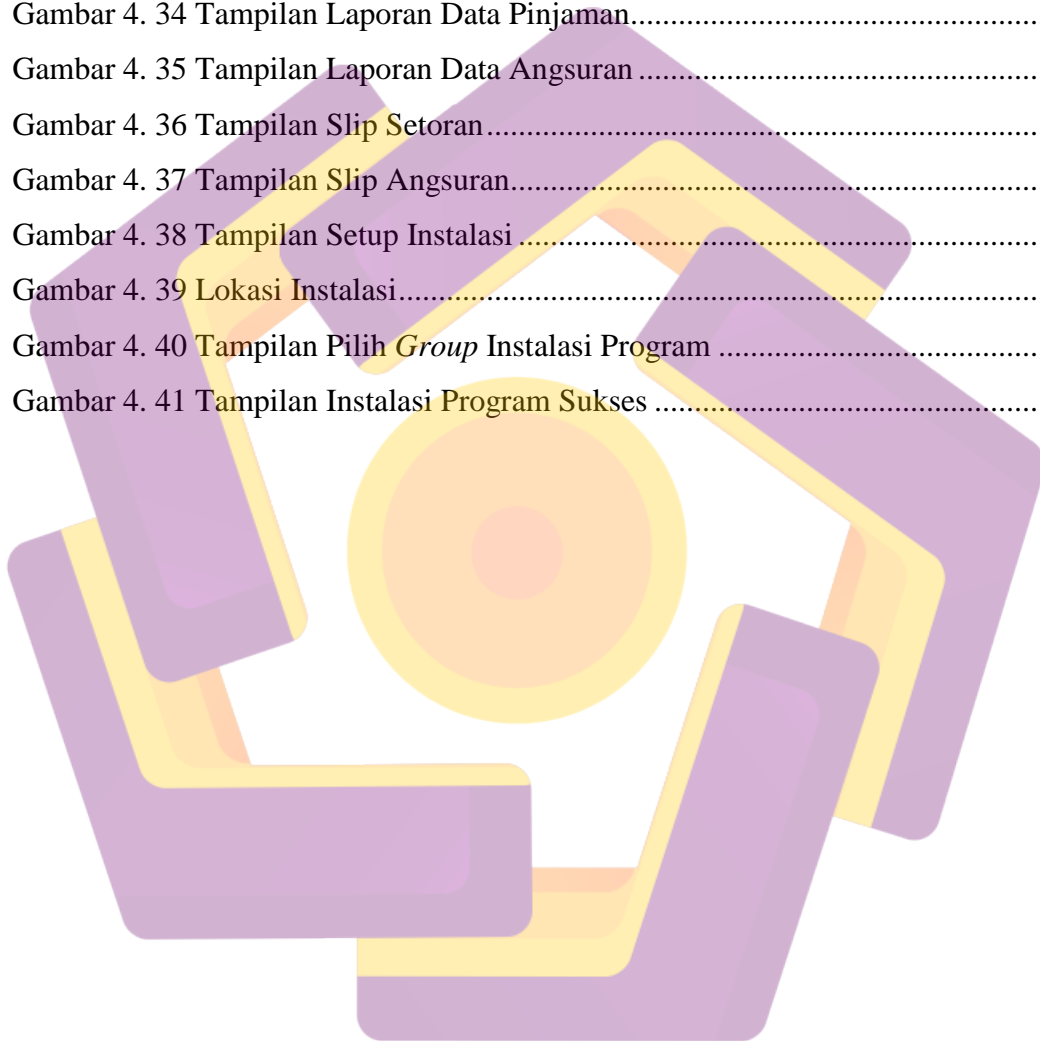 Gambar 4. 34 Tampilan Laporan Data Pinjaman.....................................................
Gambar 4. 35 Tampilan Laporan Data Angsuran ....................................................
Gambar 4. 36 Tampilan Slip Setoran.......................................................................
Gambar 4. 37 Tampilan Slip Angsuran....................................................................
Gambar 4. 38 Tampilan Setup Instalasi ...................................................................
Gambar 4. 39 Lokasi Instalasi..................................................................................
Gambar 4. 40 Tampilan Pilih Group Instalasi Program .........................................
Gambar 4. 41 Tampilan Instalasi Program Sukses .................................................